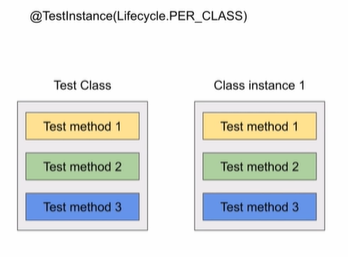 @TestInstance(Lifecycle.PER_CLASS)
Test Class
Test method 1
Test method 2
Test method 3
Class instance 1
Test method 1
Test method 2
Test method 3